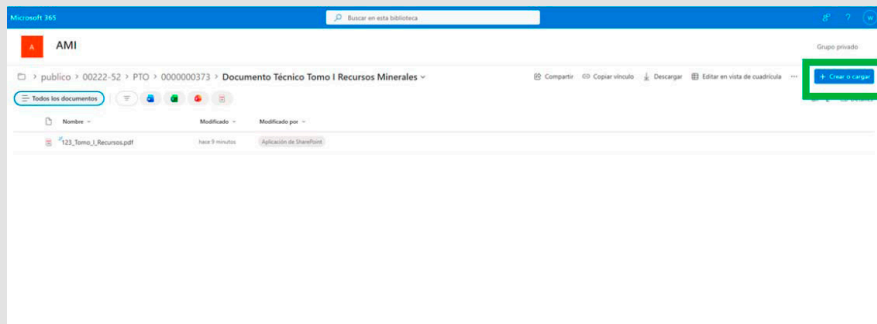 Microsoft 365
Buscar en esta biblioteca
?
W
A
AMI
Grupo privado
> publico > 00222-52 > PTO > 0000000373 > Documento Técnico Tomo I Recursos Minerales
Compartir Copiar vínculo Descargar Editar en vista de cuadrícula ... + Crear o cargar
Todos los documentos
Nombre Modificado Modificado por
123_Tomo_I_Recursos.pdf hace 9 minutos Aplicación de SharePoint